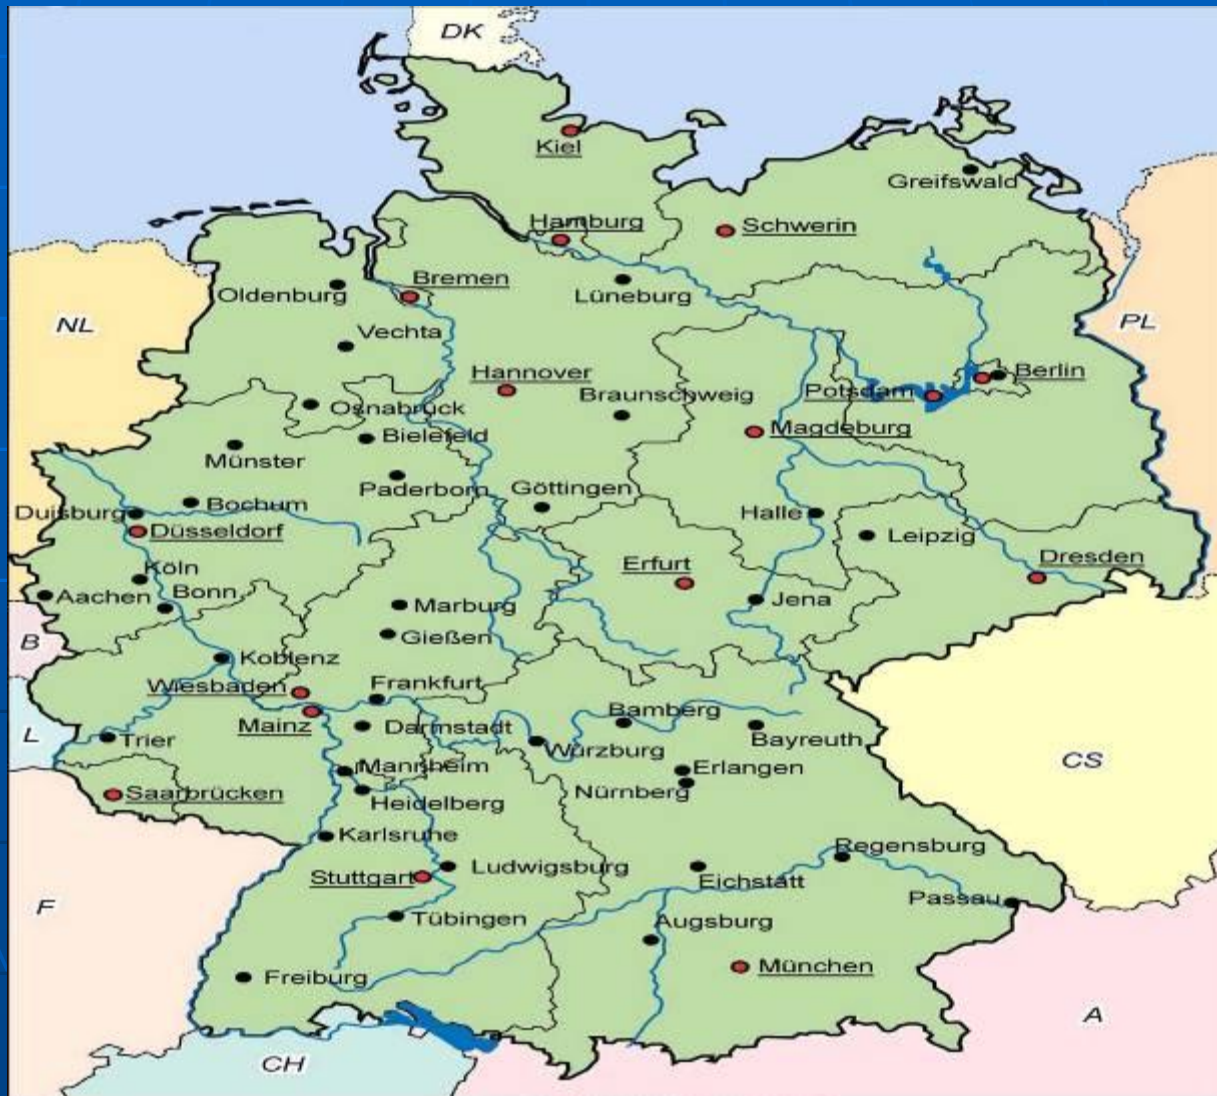 DK
Kiel
Greifswald
Hamburg
Schwerin
Bremen
Oldenburg
Lüneburg
NL
Vechta
PL
Hannover
Berlin
Potsdam
Braunschweig
Osnabrück
Magdeburg
Bielefeld
Münster
Paderborn
Göttingen
Bochum
Duisburg
Halle
Düsseldorf
Leipzig
Dresden
Erfurt
Köln
Aachen
Bonn
Marburg
Jena
B
Gießen
Koblenz
Wiesbaden
Frankfurt
Bamberg
Mainz
Darmstadt
L
Trier
Würzburg
Bayreuth
CS
Mannheim
Erlangen
Saarbrücken
Nürnberg
Heidelberg
Karlsruhe
Regensburg
Stuttgart
Ludwigsburg
Eichstätt
Passau
F
Tübingen
Augsburg
München
Freiburg
A
CH